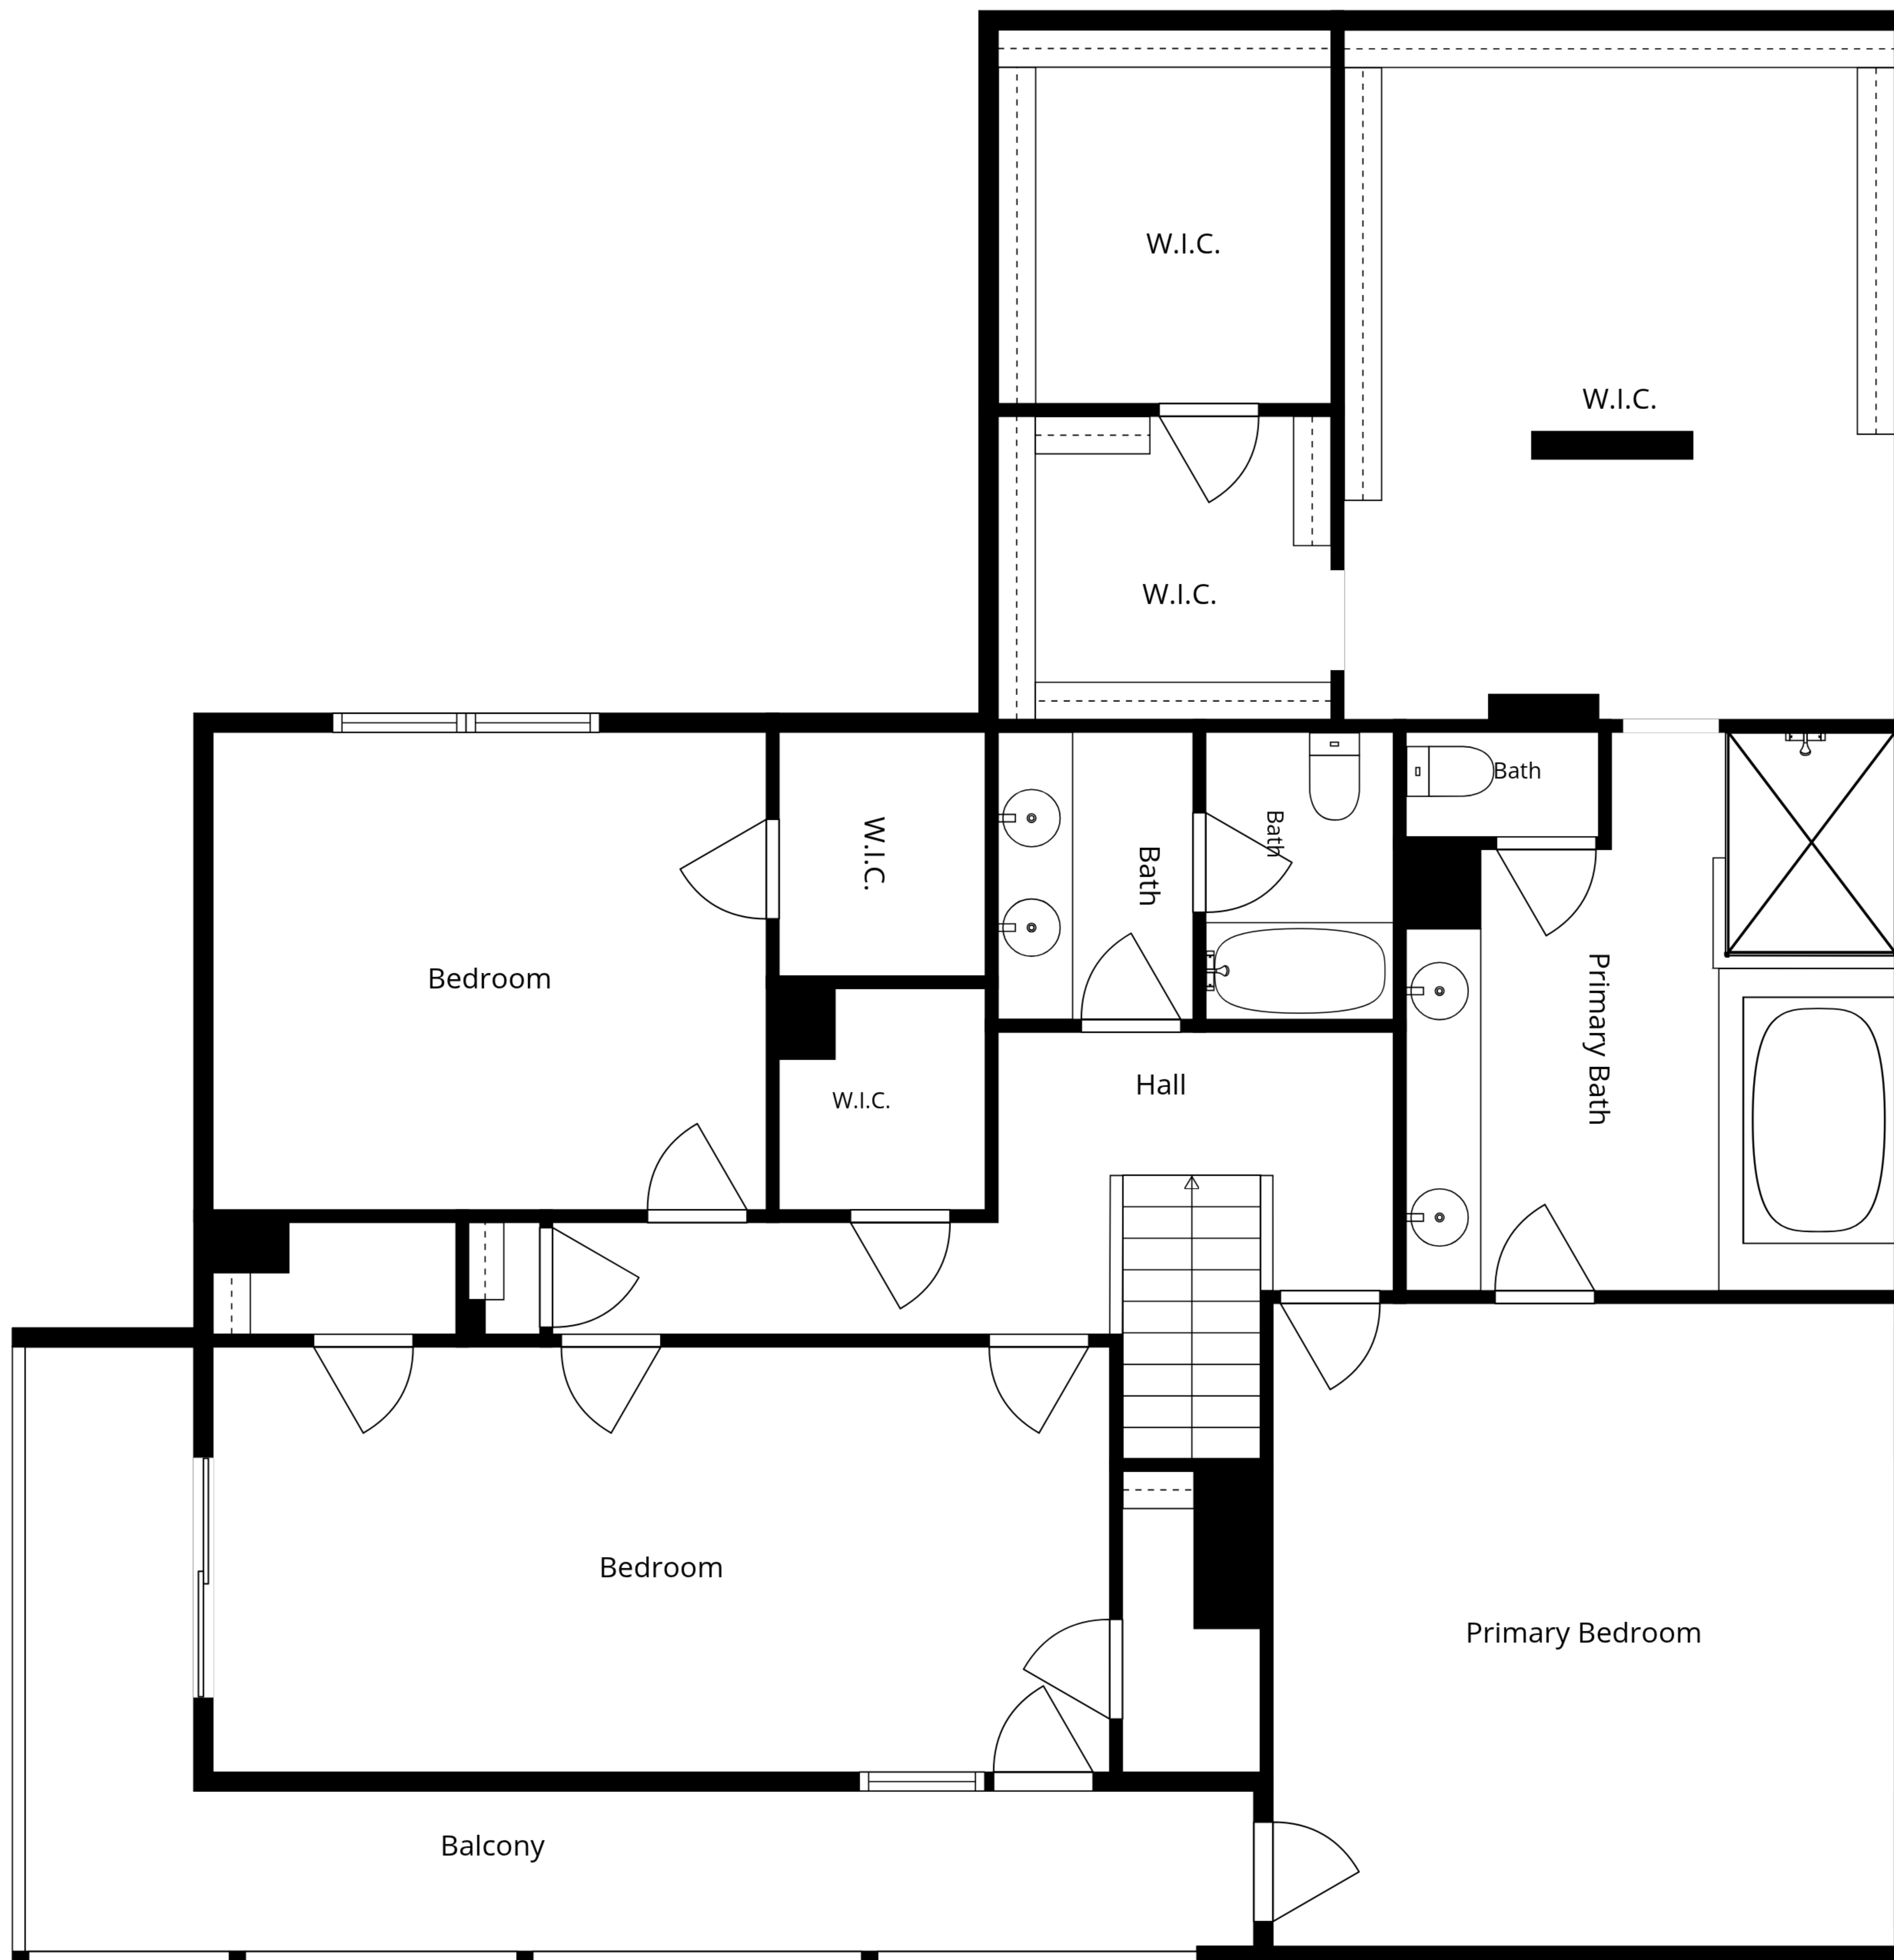 W.I.C.
W.I.C.
W.I.C.
Bath
W.I.C.
Bath
Bath
Bedroom
Primary Bath
Hall
W.I.C.
Bedroom
Primary Bedroom
Balcony